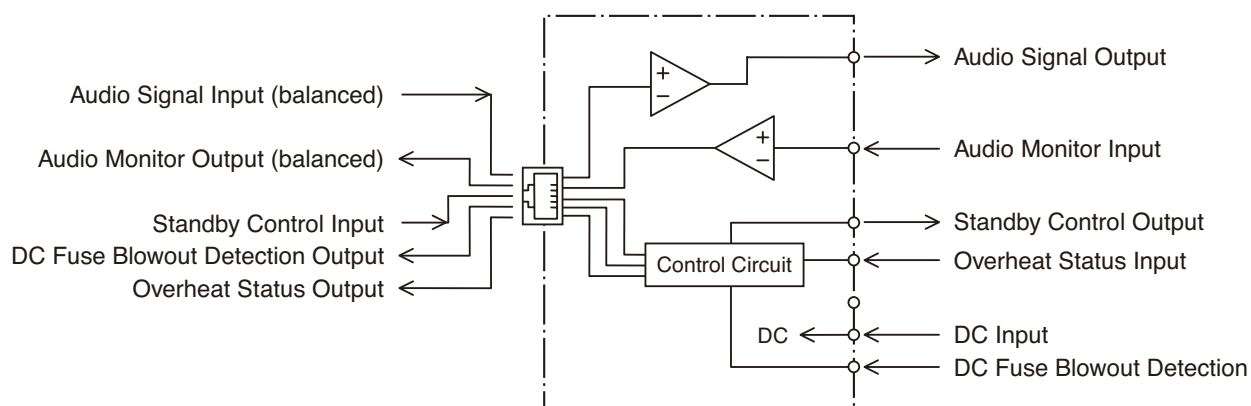 Audio Signal Input (balanced)
Audio Monitor Output (balanced)
Standby Control Input
DC Fuse Blowout Detection Output
Overheat Status Output
+
−
+
−
Control Circuit
DC
Audio Signal Output
Audio Monitor Input
Standby Control Output
Overheat Status Input
DC Input
DC Fuse Blowout Detection